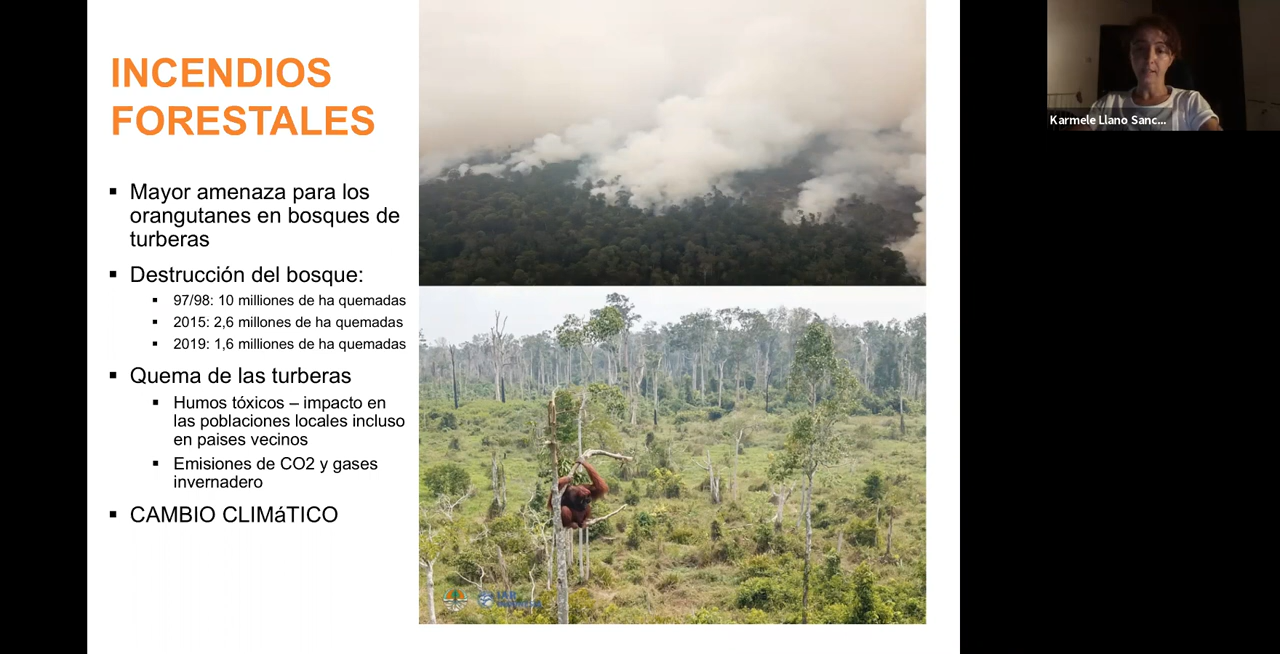 INCENDIOS
FORESTALES
▪ Mayor amenaza para los
orangutanes en bosques de
turberas
▪ Destrucción del bosque:
▪ 97/98: 10 milliones de ha quemadas
▪ 2015: 2,6 millones de ha quemadas
▪ 2019: 1,6 milliones de ha quemadas
▪ Quema de las turberas
▪ Humos tóxicos – impacto en
las poblaciones locales incluso
en paises vecinos
▪ Emisiones de CO2 y gases
invernadero
▪ CAMBIO CLIMáTICO
Karmele Llano Sanc...